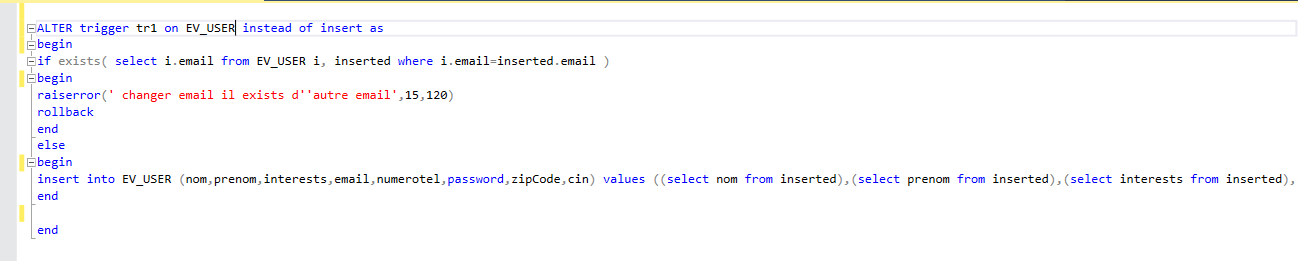 ALTER trigger tr1 on EV_USER instead of insert as
begin
if exists( select i.email from EV_USER i, inserted where i.email=inserted.email )
begin
raiserror(' changer email il exists d''autre email',15,120)
rollback
end
else
begin
insert into EV_USER (nom,prenom,interests,email,numerotel,password,zipCode,cin) values ((select nom from inserted),(select prenom from inserted),(select interests from inserted),
end
end